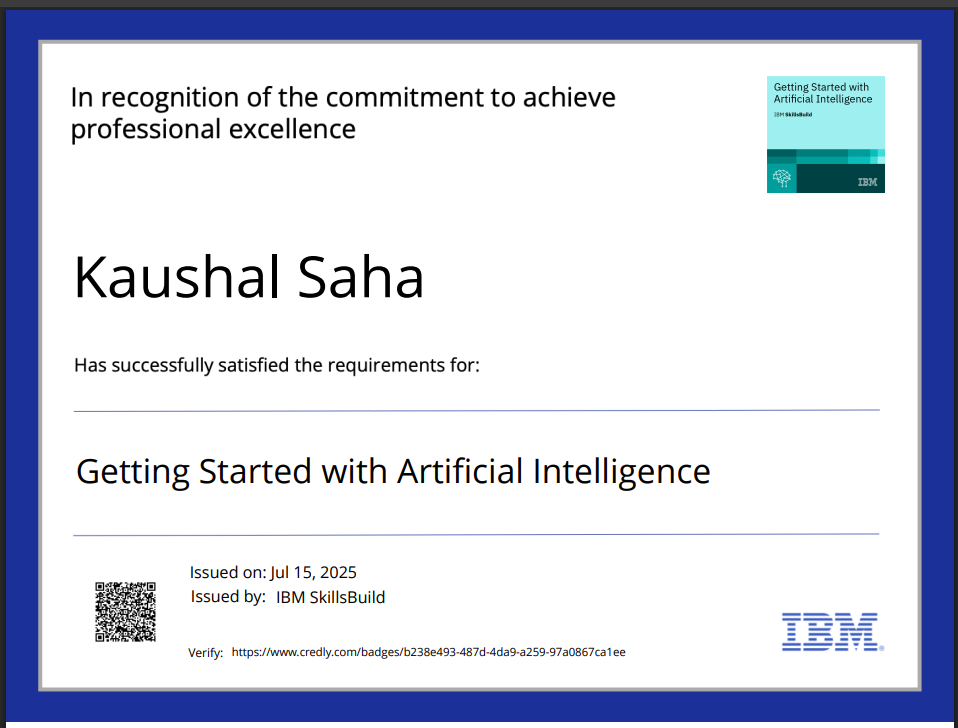 In recognition of the commitment to achieve
professional excellence
Getting Started with
Artificial Intelligence
IBM SkillsBuild
IBM
Kaushal Saha
Has successfully satisfied the requirements for:
Getting Started with Artificial Intelligence
Issued on: Jul 15, 2025
Issued by: IBM SkillsBuild
Verify: https://www.credly.com/badges/b238e493-487d-4da9-a259-97a0867ca1ee
IBM®